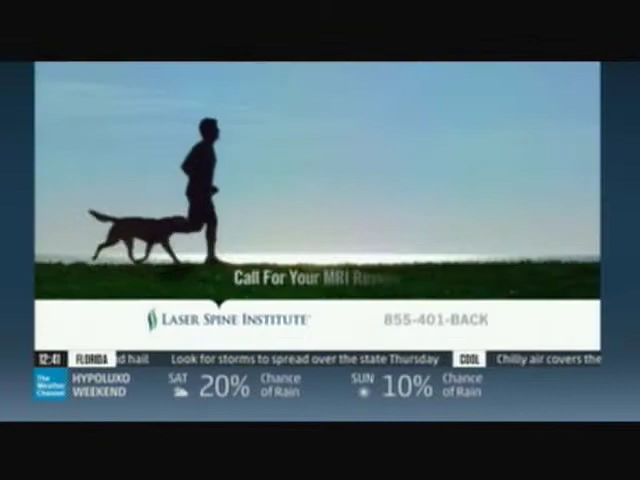 Call For Your MRI Review
LASER SPINE INSTITUTE
855-401-BACK
12:41 FLORIDA d hail Look for storms to spread over the state Thursday COOL Chilly air covers the
The Weather Channel
HYPOLUXO WEEKEND
SAT 20% Chance of Rain
SUN 10% Chance of Rain